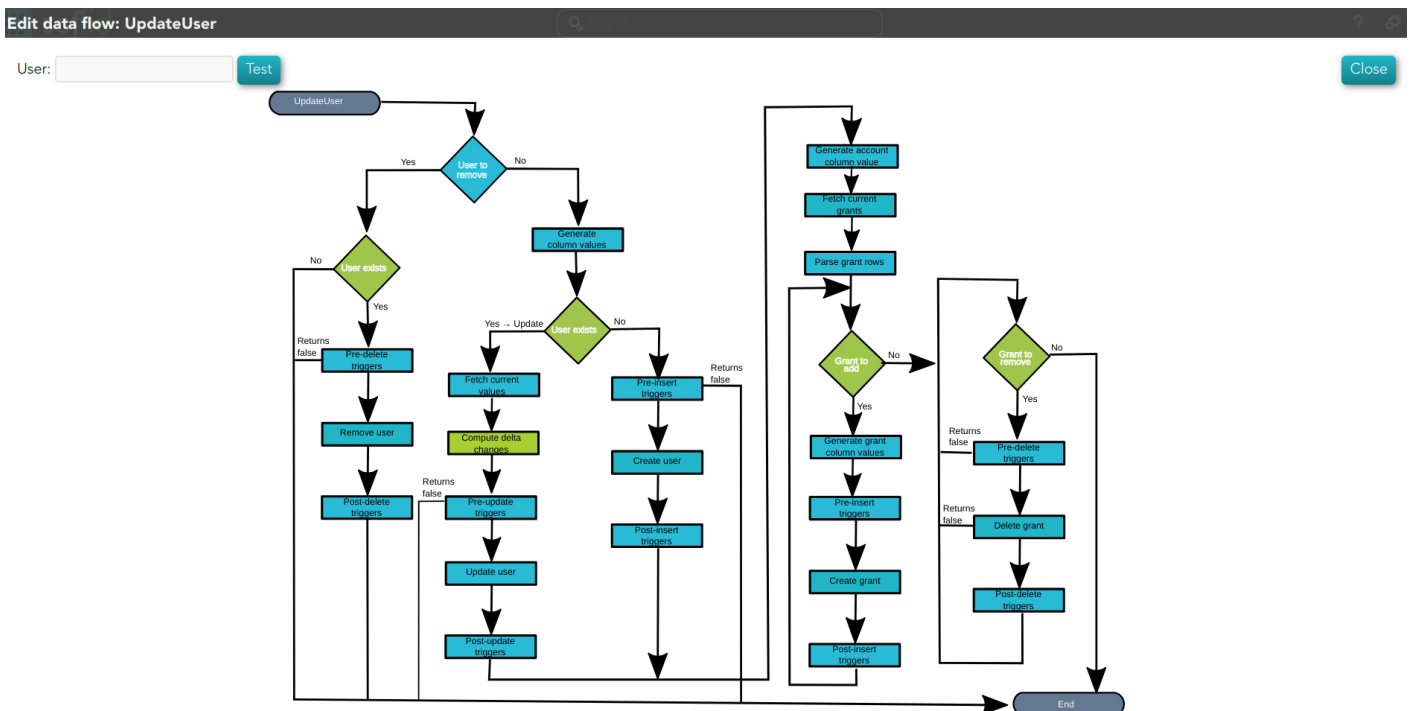 Edit data flow: UpdateUser
User:
Test
Close
UpdateUser
User to
remove
Yes
No
User exists
No
Yes
Returns
false
Pre-delete
triggers
Remove user
Post-delete
triggers
Generate
column values
User exists
Yes → Update
No
Fetch current
values
Compute delta
changes
Returns
false
Pre-update
triggers
Update user
Post-update
triggers
Pre-insert
triggers
Returns
false
Create user
Post-insert
triggers
Generate account
column value
Fetch current
grants
Parse grant rows
Grant to
add
No
Yes
Generate grant
column values
Pre-insert
triggers
Create grant
Post-insert
triggers
Grant to
remove
No
Yes
Returns
false
Pre-delete
triggers
Returns
false
Delete grant
Post-delete
triggers
End